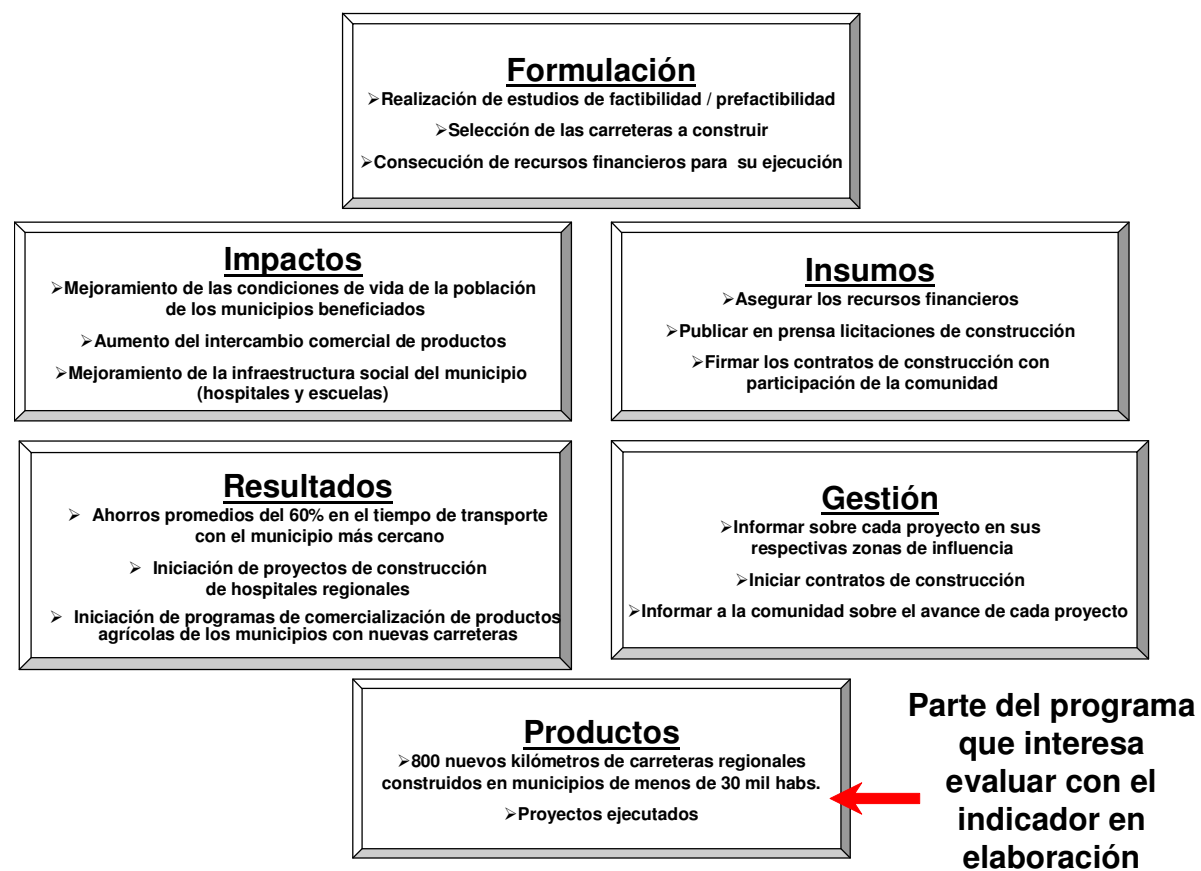 Formulación
➢Realización de estudios de factibilidad / prefactibilidad
➢Selección de las carreteras a construir
➢Consecución de recursos financieros para su ejecución
Impactos
➢Mejoramiento de las condiciones de vida de la población
de los municipios beneficiados
➢Aumento del intercambio comercial de productos
➢Mejoramiento de la infraestructura social del municipio
(hospitales y escuelas)
Insumos
➢Asegurar los recursos financieros
➢Publicar en prensa licitaciones de construcción
➢Firmar los contratos de construcción con
participación de la comunidad
Resultados
➢ Ahorros promedios del 60% en el tiempo de transporte
con el municipio más cercano
➢ Iniciación de proyectos de construcción
de hospitales regionales
➢ Iniciación de programas de comercialización de productos
agrícolas de los municipios con nuevas carreteras
Gestión
➢Informar sobre cada proyecto en sus
respectivas zonas de influencia
➢Iniciar contratos de construcción
➢Informar a la comunidad sobre el avance de cada proyecto
Productos
➢800 nuevos kilómetros de carreteras regionales
construidos en municipios de menos de 30 mil habs.
➢Proyectos ejecutados
Parte del programa
que interesa
evaluar con el
indicador en
elaboración